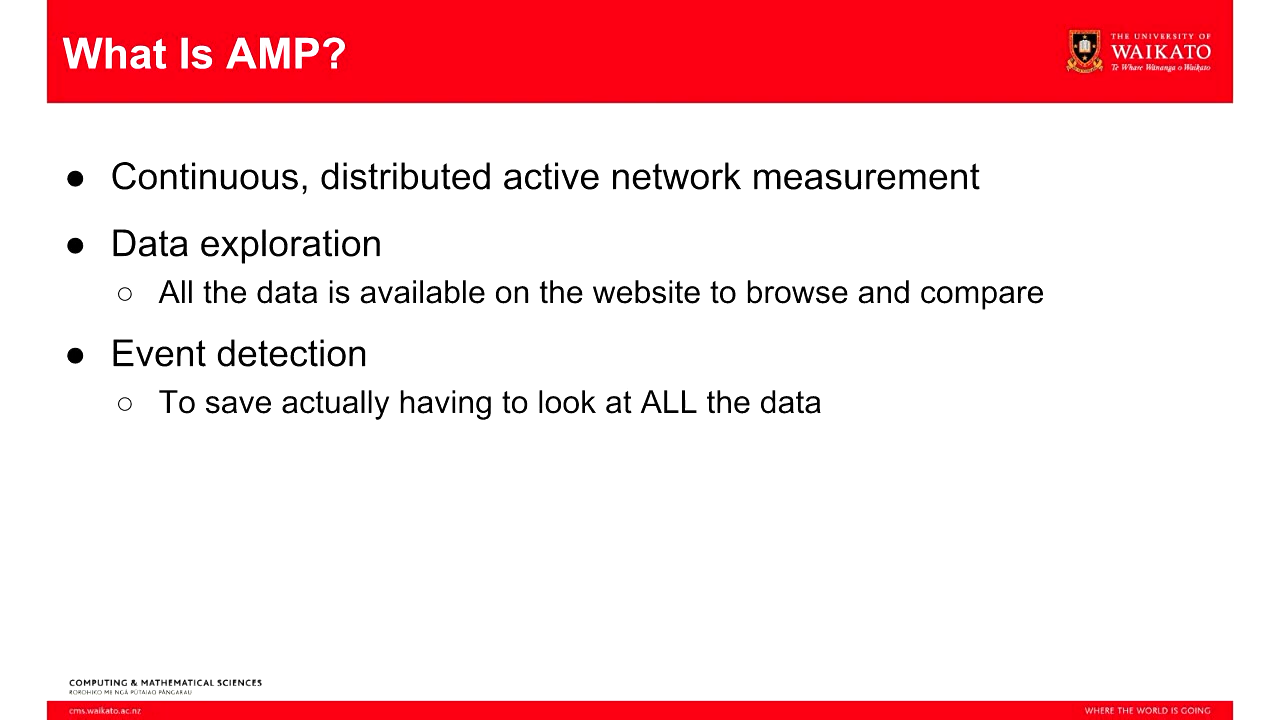 What Is AMP?
THE UNIVERSITY OF
WAIKATO
Te Whare Wānanga o Waikato
● Continuous, distributed active network measurement
● Data exploration
○ All the data is available on the website to browse and compare
● Event detection
○ To save actually having to look at ALL the data
COMPUTING & MATHEMATICAL SCIENCES
ROROHIKO ME NGĀ PŪTAIAO PĀNGARAU
cms.waikato.ac.nz
WHERE THE WORLD IS GOING